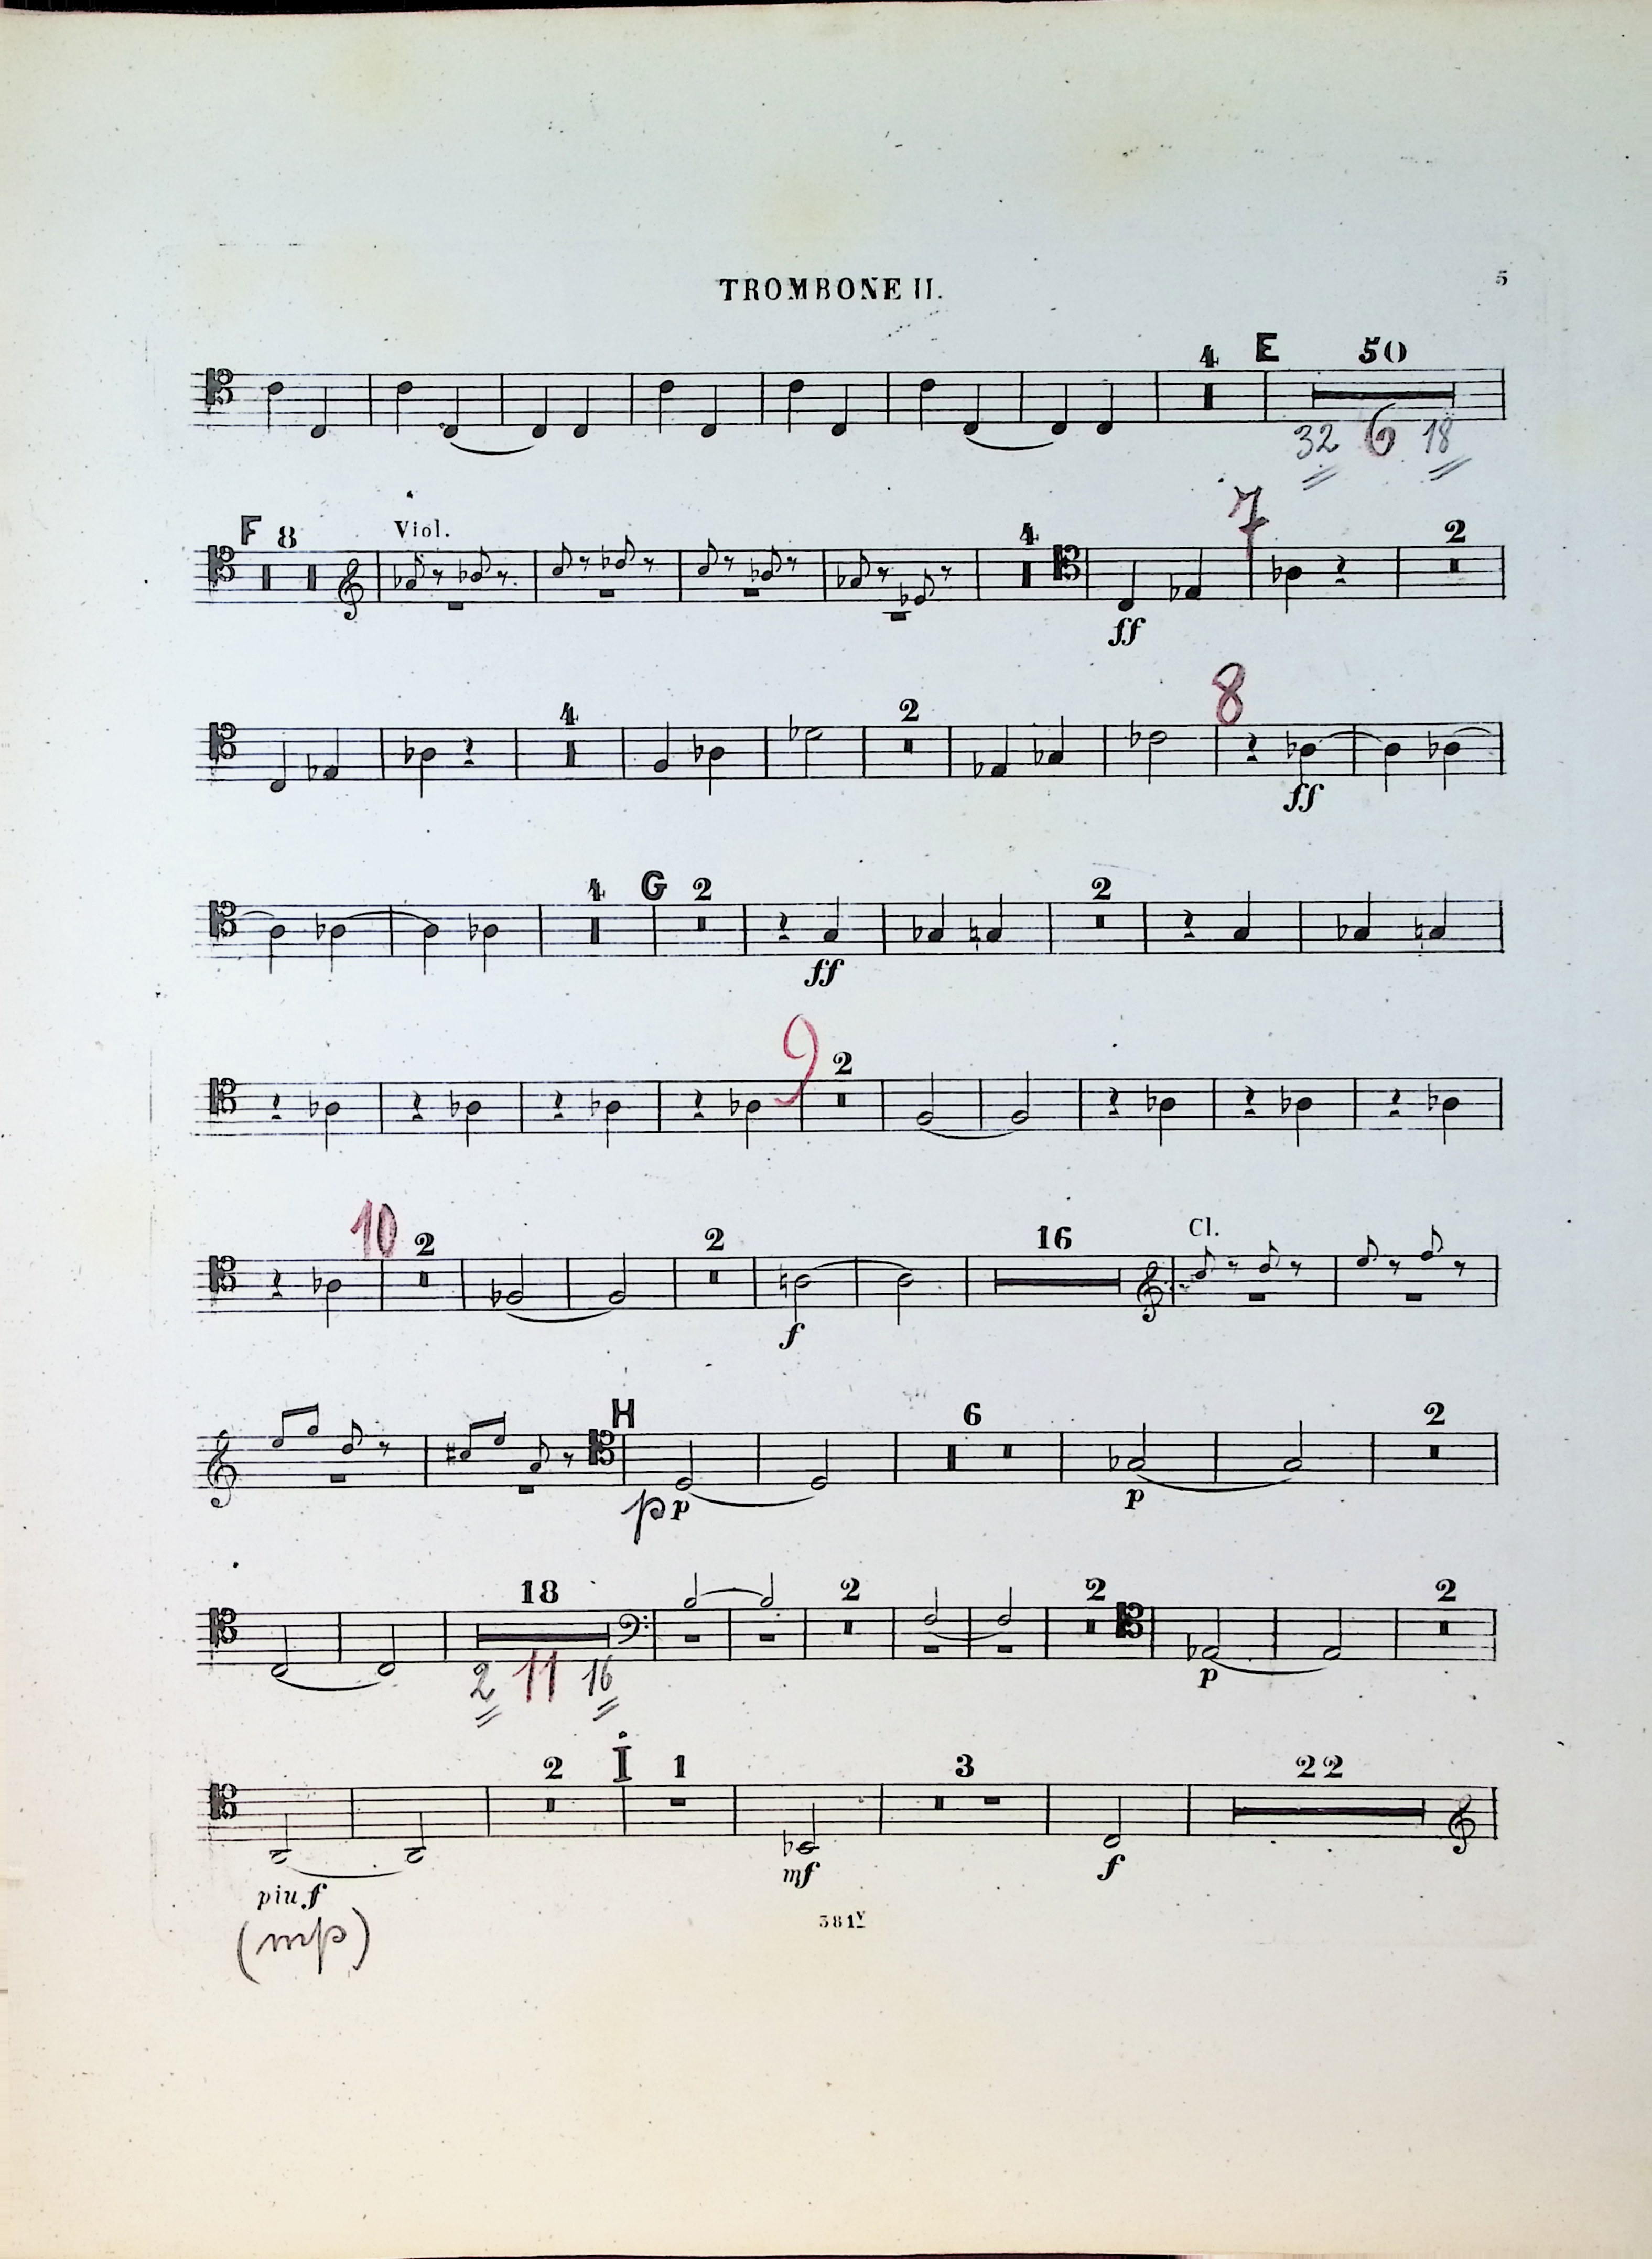 TROMBONE II.
5
4 E 50
32 6 18
F 8 Viol. 4 7 2
ff
4 2 8
ff
4 G 2 2
ff
9 2
10 2 2 16 Cl.
f
H 6 2
pp p
18 2 2 2
2 11 16 p
2 I 1 3 22
mf f
piu f
(mp)